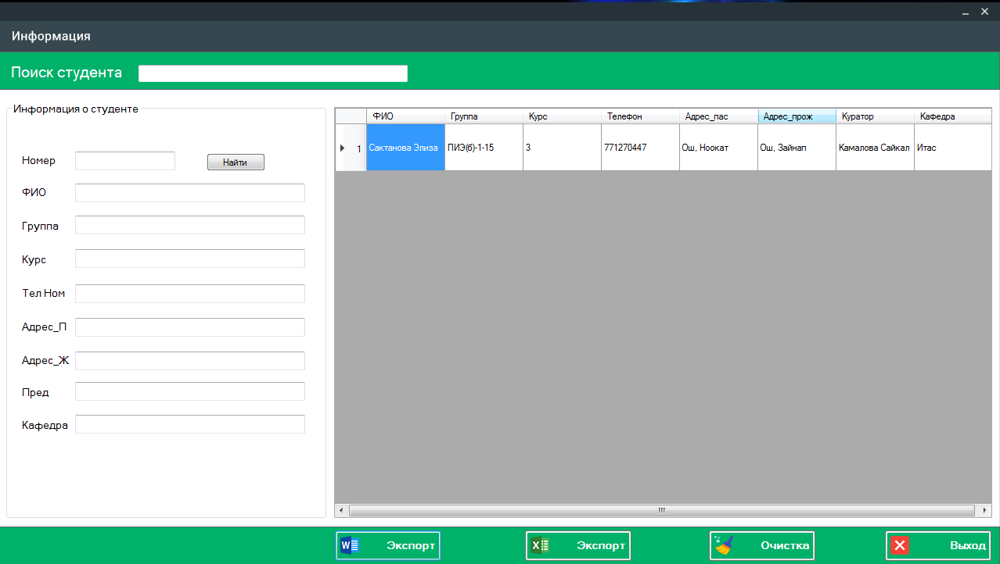 Информация
Поиск студента
Информация о студенте
Номер
Найти
ФИО
Группа
Курс
Тел Ном
Адрес_П
Адрес_Ж
Пред
Кафедра
ФИО Группа Курс Телефон Адрес_пас Адрес_прож Куратор Кафедра
1 Сактанова Элиза ПИЭ(б)-1-15 3 771270447 Ош, Ноокат Ош, Зайнап Камалова Сайкал Итас
Экспорт Экспорт Очистка Выход